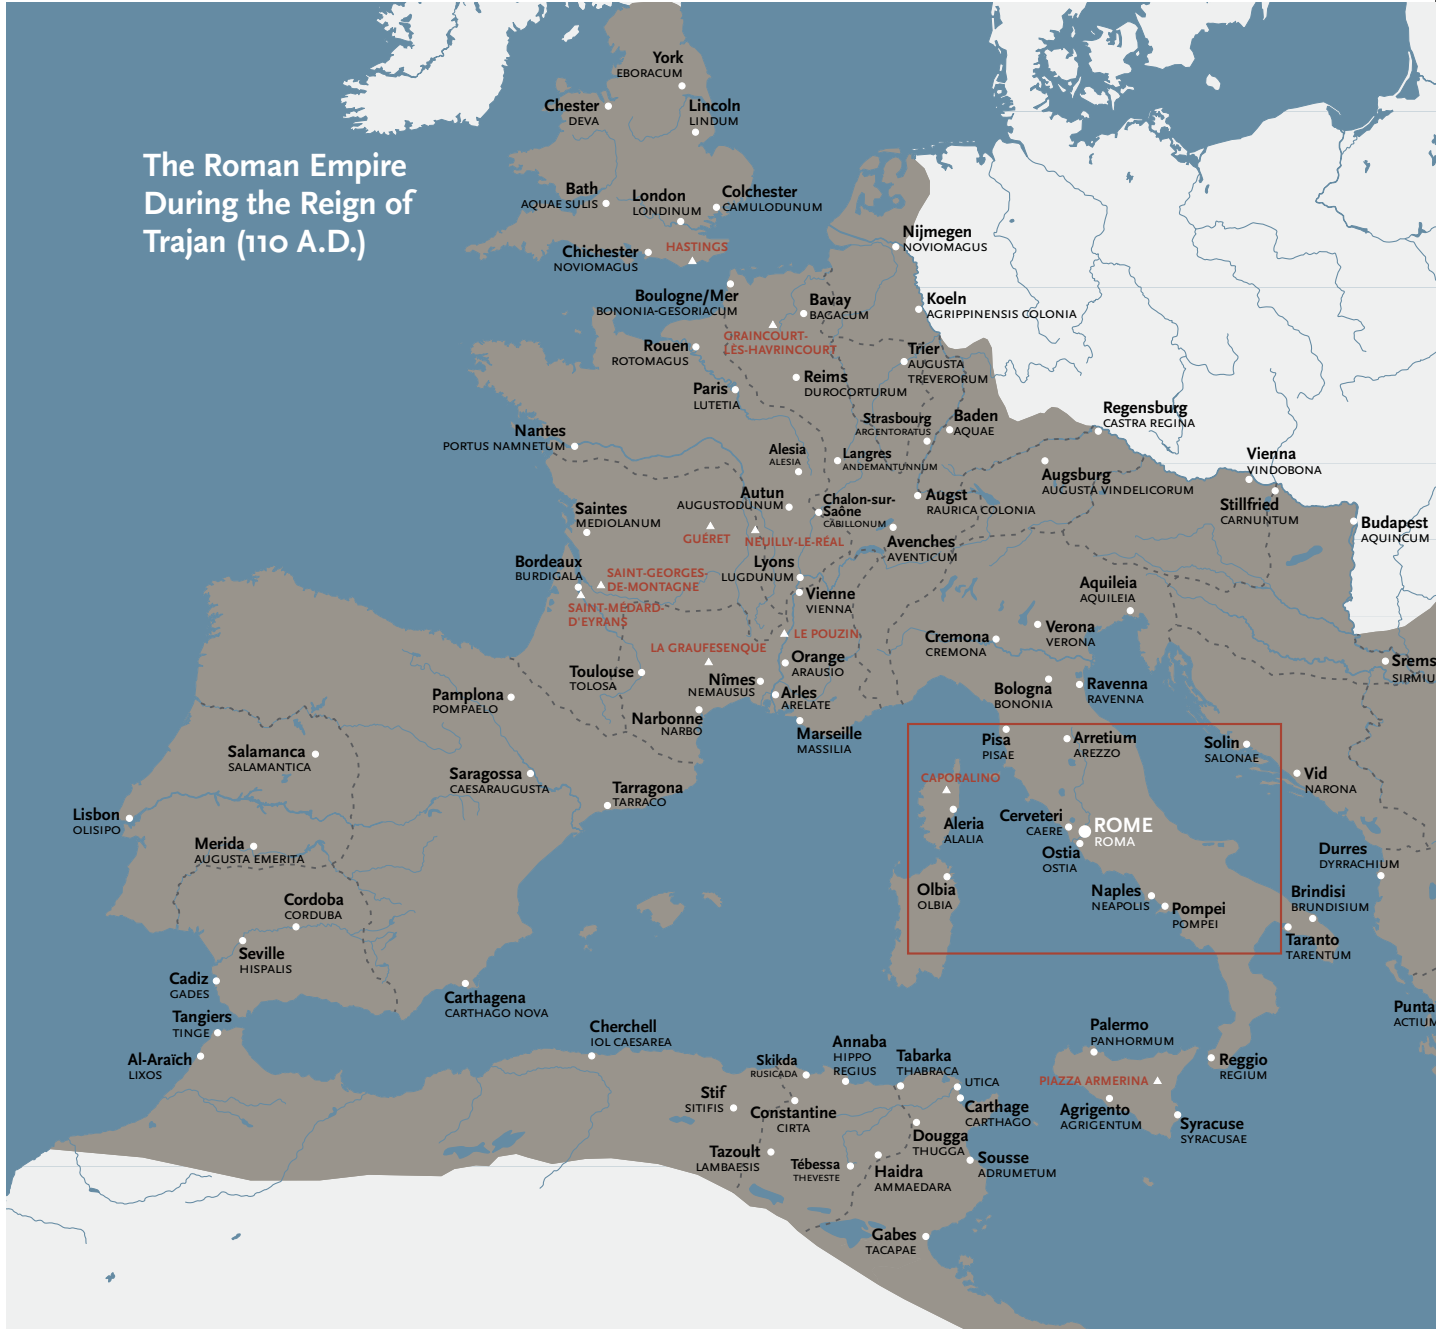 The Roman Empire
During the Reign of
Trajan (110 A.D.)
York
EBORACUM
Chester
DEVA
Lincoln
LINDUM
Bath
AQUAE SULIS
London
LONDINUM
Colchester
CAMULODUNUM
Chichester
NOVIOMAGUS
HASTINGS
Nijmegen
NOVIOMAGUS
Boulogne/Mer
BONONIA-GESORIACUM
Bavay
BAGACUM
Koeln
AGRIPPINENSIS COLONIA
GRAINCOURT-
LÈS-HAVRINCOURT
Rouen
ROTOMAGUS
Trier
AUGUSTA
TREVERORUM
Reims
DUROCORTURUM
Paris
LUTETIA
Strasbourg
ARGENTORATUS
Baden
AQUAE
Regensburg
CASTRA REGINA
Nantes
PORTUS NAMNETUM
Alesia
ALESIA
Langres
ANDEMANTUNNUM
Augsburg
AUGUSTA VINDELICORUM
Vienna
VINDOBONA
Stillfried
CARNUNTUM
Budapest
AQUINCUM
Autun
AUGUSTODUNUM
Chalon-sur-
Saône
CABILLONUM
Augst
RAURICA COLONIA
Saintes
MEDIOLANUM
GUÉRET
NEUILLY-LE-RÉAL
Avenches
AVENTICUM
Bordeaux
BURDIGALA
SAINT-GEORGES-
DE-MONTAGNE
SAINT-MÉDARD-
D'EYRANS
Lyons
LUGDUNUM
Vienne
VIENNA
Aquileia
AQUILEIA
LE POUZIN
Cremona
CREMONA
Verona
VERONA
LA GRAUFESENQUE
Orange
ARAUSIO
Toulouse
TOLOSA
Nîmes
NEMAUSUS
Arles
ARELATE
Bologna
BONONIA
Ravenna
RAVENNA
Srems
SIRMIU
Pamplona
POMPAELO
Narbonne
NARBO
Marseille
MASSILIA
Pisa
PISAE
Arretium
AREZZO
Solin
SALONAE
Salamanca
SALAMANTICA
Saragossa
CAESARAUGUSTA
Tarragona
TARRACO
CAPORALINO
Vid
NARONA
Lisbon
OLISIPO
Aleria
ALALIA
Cerveteri
CAERE
ROME
ROMA
Merida
AUGUSTA EMERITA
Ostia
OSTIA
Durres
DYRRACHIUM
Cordoba
CORDUBA
Olbia
OLBIA
Naples
NEAPOLIS
Pompei
POMPEI
Brindisi
BRUNDISIUM
Seville
HISPALIS
Taranto
TARENTUM
Cadiz
GADES
Carthagena
CARTHAGO NOVA
Punta
ACTIUM
Tangiers
TINGE
Cherchell
IOL CAESAREA
Palermo
PANHORMUM
Al-Araïch
LIXOS
Skikda
RUSICADA
Annaba
HIPPO
REGIUS
Tabarka
THABRACA
UTICA
Reggio
REGIUM
PIAZZA ARMERINA
Stif
SITIFIS
Constantine
CIRTA
Carthage
CARTHAGO
Agrigento
AGRIGENTUM
Syracuse
SYRACUSAE
Dougga
THUGGA
Tazoult
LAMBAESIS
Tébessa
THEVESTE
Haidra
AMMAEDARA
Sousse
ADRUMETUM
Gabes
TACAPAE